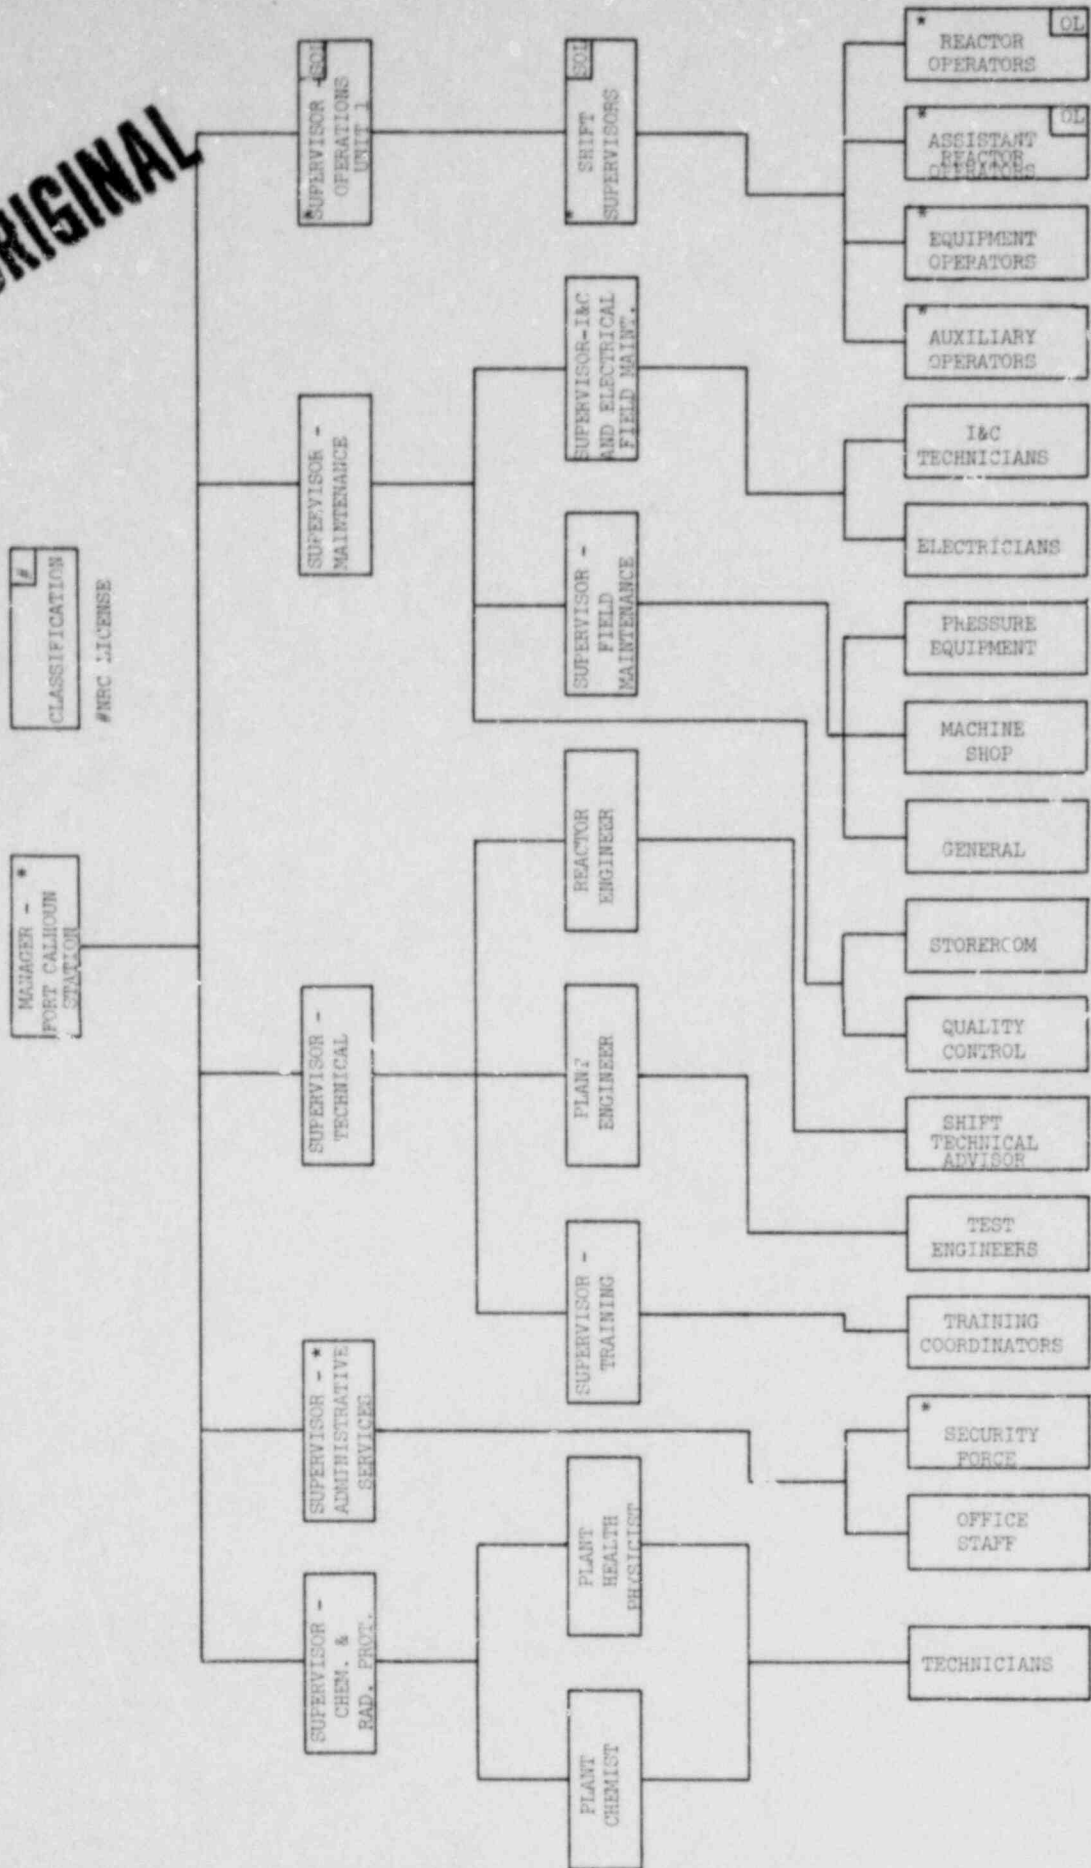 ORIGINAL
MANAGER - *
FORT CALHOUN
STATION
#
CLASSIFICATION
#NRC LICENSE
SUPERVISOR -
CHEM. &
RAD. PROT.
SUPERVISOR - *
ADMINISTRATIVE
SERVICES
SUPERVISOR -
TECHNICAL
SUPERVISOR -
MAINTENANCE
* SUPERVISOR - SOL
OPERATIONS
UNIT 1
PLANT
CHEMIST
PLANT
HEALTH
PHYSICIST
SUPERVISOR -
TRAINING
PLANT
ENGINEER
REACTOR
ENGINEER
SUPERVISOR -
FIELD
MAINTENANCE
SUPERVISOR-I&C
AND ELECTRICAL
FIELD MAINT.
* SOL
SHIFT
SUPERVISORS
* OL
REACTOR
OPERATORS
* OL
ASSISTANT
REACTOR
OPERATORS
*
EQUIPMENT
OPERATORS
*
AUXILIARY
OPERATORS
I&C
TECHNICIANS
ELECTRICIANS
PRESSURE
EQUIPMENT
MACHINE
SHOP
GENERAL
STORERCOM
QUALITY
CONTROL
SHIFT
TECHNICAL
ADVISOR
TEST
ENGINEERS
TRAINING
COORDINATORS
*
SECURITY
FORCE
OFFICE
STAFF
TECHNICIANS